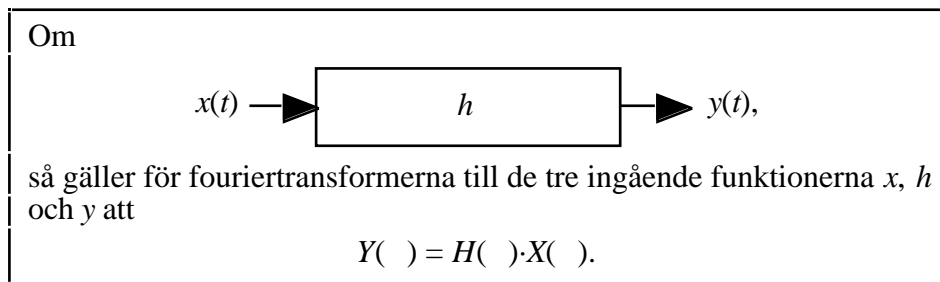 Om
x(t) h y(t),
så gäller för fouriertransformerna till de tre ingående funktionerna x, h
och y att
Y( ) = H( )·X( ).